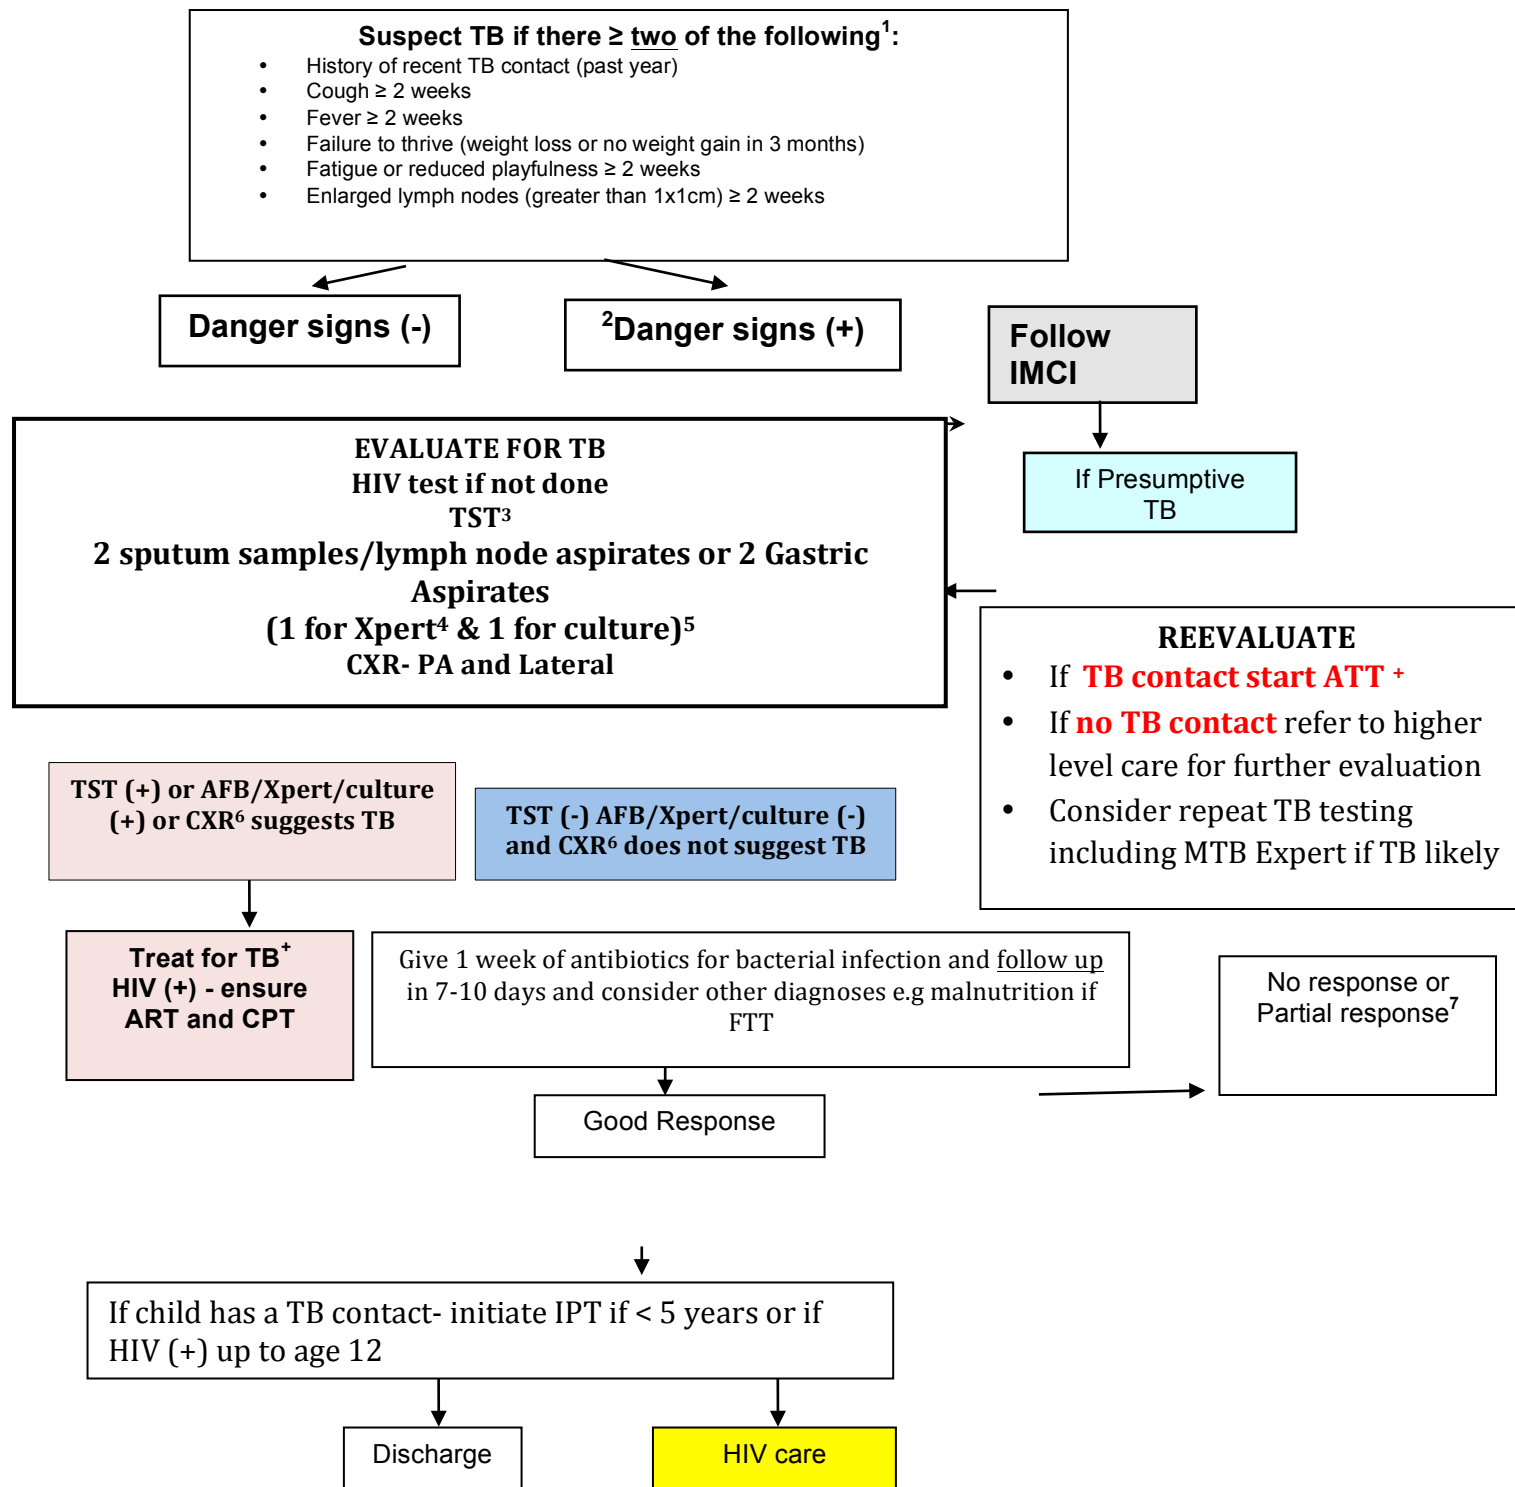 Suspect TB if there ≥ two of the following1:
• History of recent TB contact (past year)
• Cough ≥ 2 weeks
• Fever ≥ 2 weeks
• Failure to thrive (weight loss or no weight gain in 3 months)
• Fatigue or reduced playfulness ≥ 2 weeks
• Enlarged lymph nodes (greater than 1x1cm) ≥ 2 weeks
Danger signs (-)
2Danger signs (+)
Follow
IMCI
If Presumptive
TB
EVALUATE FOR TB
HIV test if not done
TST3
2 sputum samples/lymph node aspirates or 2 Gastric
Aspirates
(1 for Xpert4 & 1 for culture)5
CXR- PA and Lateral
REEVALUATE
• If TB contact start ATT +
• If no TB contact refer to higher
level care for further evaluation
• Consider repeat TB testing
including MTB Expert if TB likely
TST (+) or AFB/Xpert/culture
(+) or CXR6 suggests TB
TST (-) AFB/Xpert/culture (-)
and CXR6 does not suggest TB
Treat for TB+
HIV (+) - ensure
ART and CPT
Give 1 week of antibiotics for bacterial infection and follow up
in 7-10 days and consider other diagnoses e.g malnutrition if
FTT
No response or
Partial response7
Good Response
If child has a TB contact- initiate IPT if < 5 years or if
HIV (+) up to age 12
Discharge
HIV care